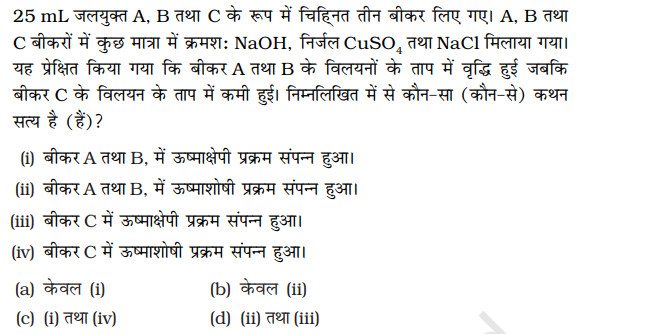 25 mL जलयुक्त A, B तथा C के रूप में चिह्नित तीन बीकर लिए गए। A, B तथा
C बीकरों में कुछ मात्रा में क्रमश: NaOH, निर्जल CuSO₄ तथा NaCl मिलाया गया।
यह प्रेक्षित किया गया कि बीकर A तथा B के विलयनों के ताप में वृद्धि हुई जबकि
बीकर C के विलयन के ताप में कमी हुई। निम्नलिखित में से कौन-सा (कौन-से) कथन
सत्य है (हैं)?
(i) बीकर A तथा B, में ऊष्माक्षेपी प्रक्रम संपन्न हुआ।
(ii) बीकर A तथा B, में ऊष्माशोषी प्रक्रम संपन्न हुआ।
(iii) बीकर C में ऊष्माक्षेपी प्रक्रम संपन्न हुआ।
(iv) बीकर C में ऊष्माशोषी प्रक्रम संपन्न हुआ।
(a) केवल (i) (b) केवल (ii)
(c) (i) तथा (iv) (d) (ii) तथा (iii)